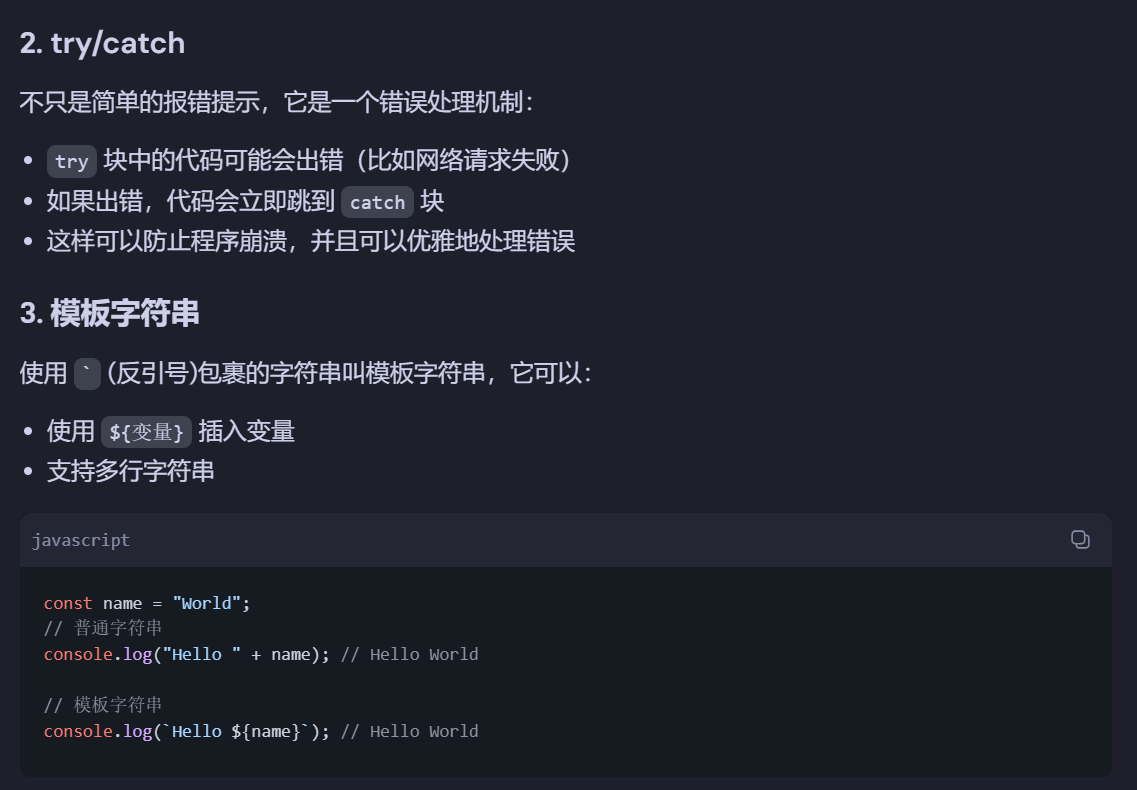 2. try/catch
不只是简单的报错提示，它是一个错误处理机制：
• try 块中的代码可能会出错（比如网络请求失败）
• 如果出错，代码会立即跳到 catch 块
• 这样可以防止程序崩溃，并且可以优雅地处理错误
3. 模板字符串
使用 ` (反引号)包裹的字符串叫模板字符串，它可以：
• 使用 ${变量} 插入变量
• 支持多行字符串
javascript
const name = "World";
// 普通字符串
console.log("Hello " + name); // Hello World
// 模板字符串
console.log(`Hello ${name}`); // Hello World